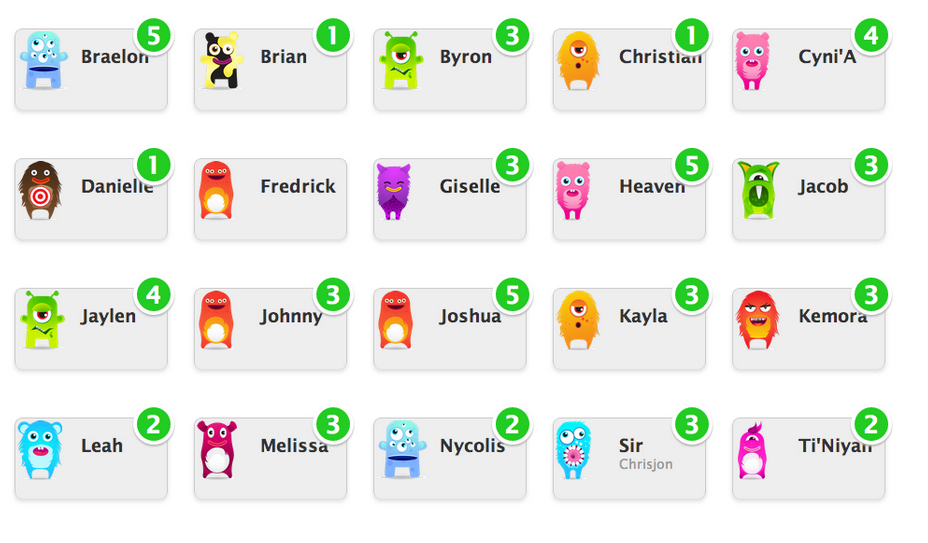 5 1 3 1 4
Braelon Brian Byron Christian Cyni'A
1 3 5 3
Danielle Fredrick Giselle Heaven Jacob
4 3 5 3 3
Jaylen Johnny Joshua Kayla Kemora
2 3 2 3 2
Leah Melissa Nycolis Sir Ti'Niyah
Chrisjon